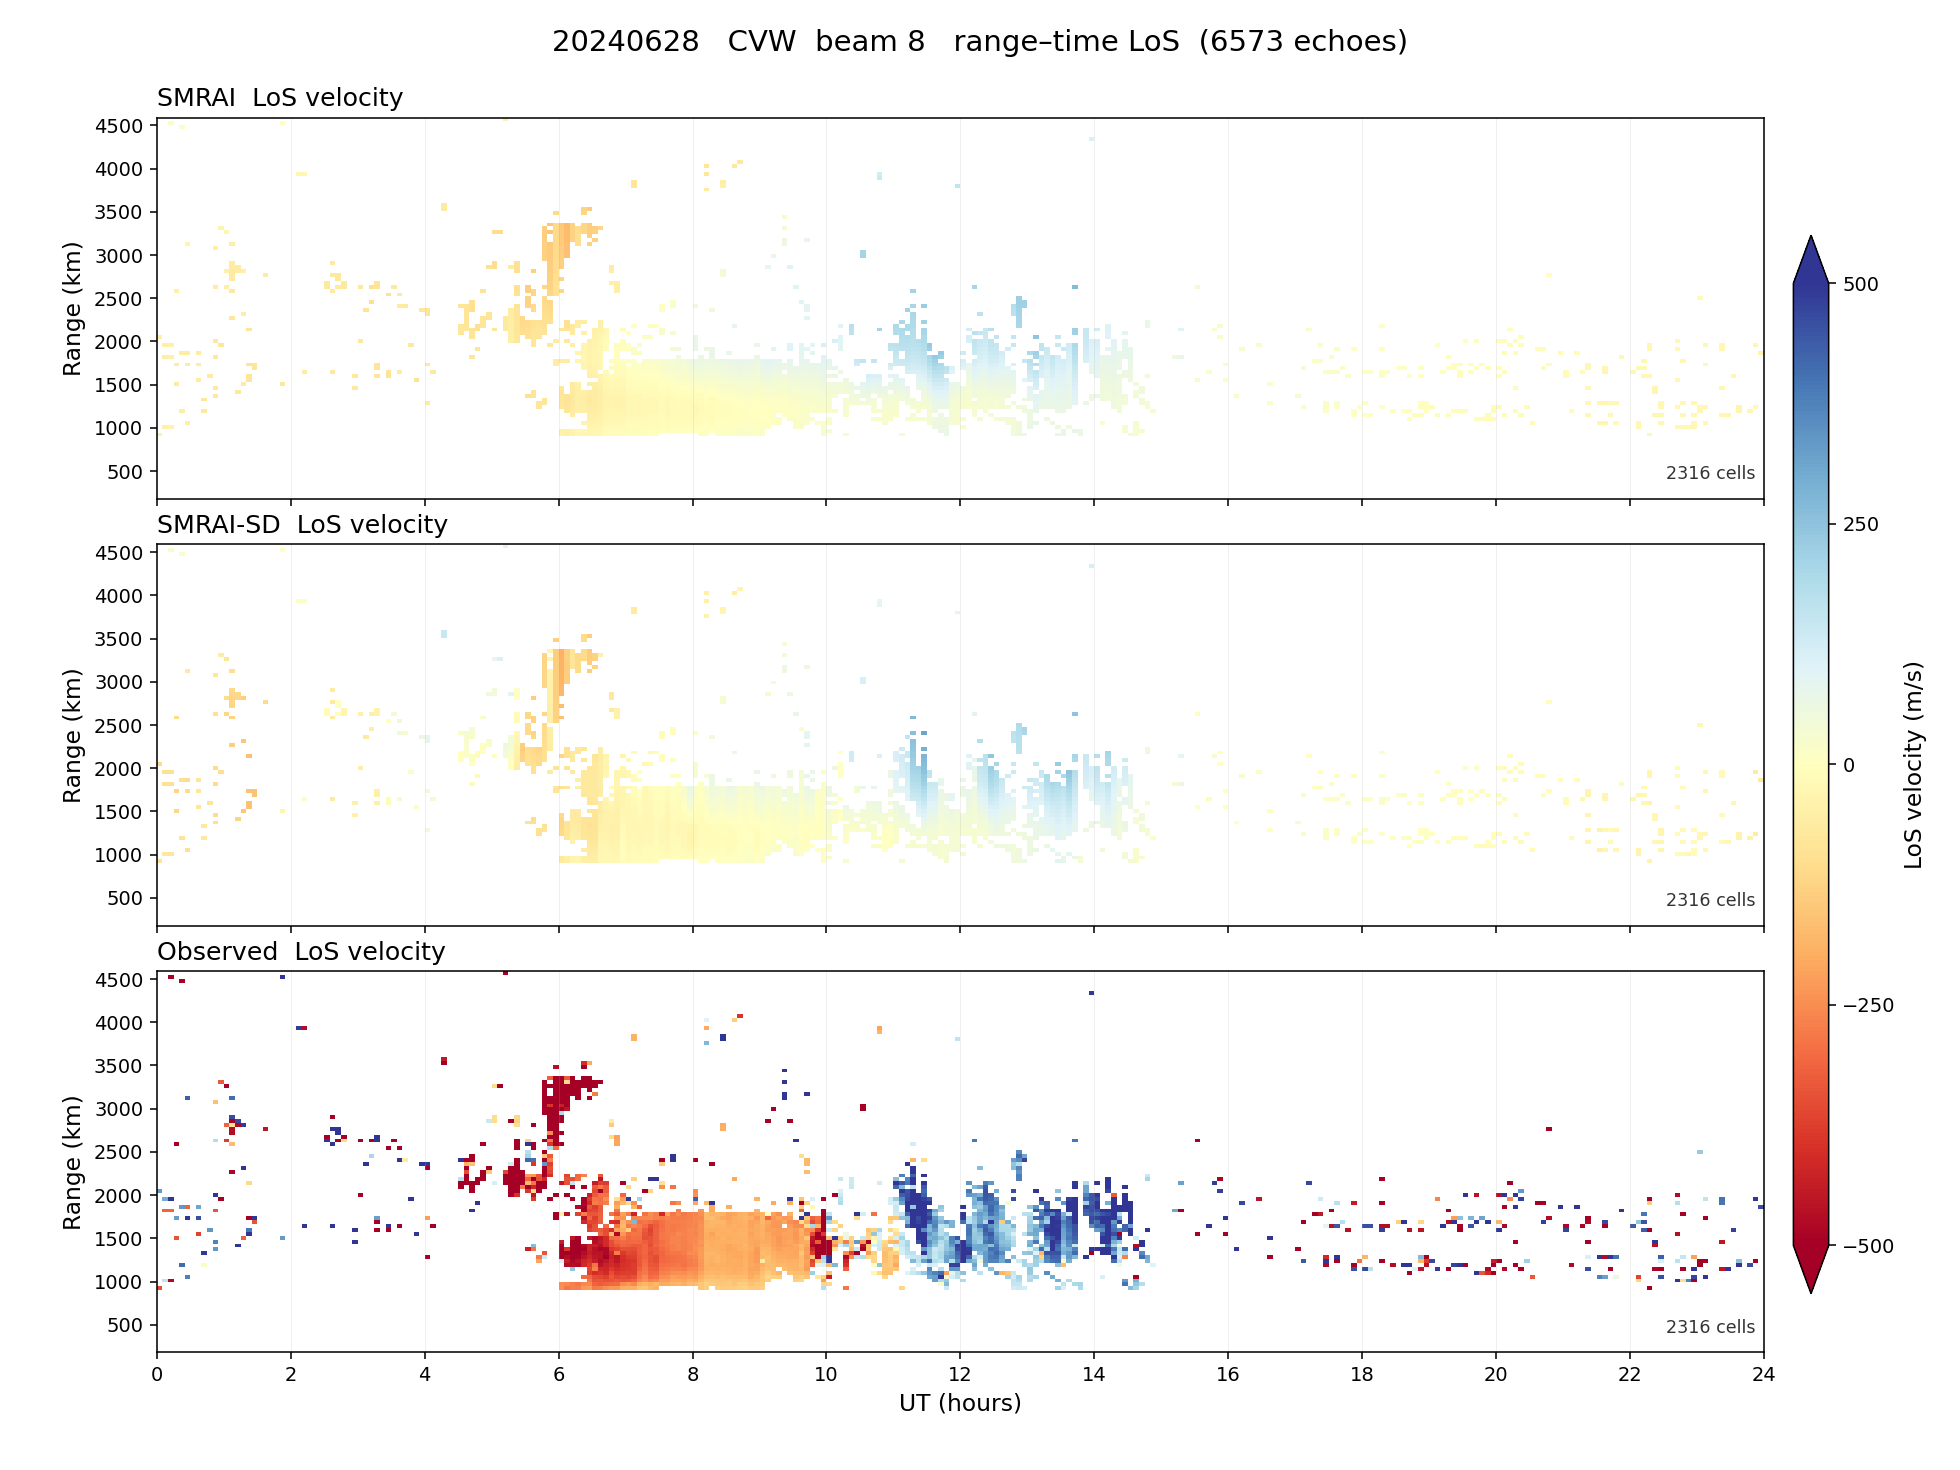 20240628   CVW  beam 8   range–time LoS  (6573 echoes)
SMRAI  LoS velocity
4500
4000
3500
3000
2500
2000
1500
1000
500
Range (km)
2316 cells
SMRAI-SD  LoS velocity
4500
4000
3500
3000
2500
2000
1500
1000
500
Range (km)
2316 cells
Observed  LoS velocity
4500
4000
3500
3000
2500
2000
1500
1000
500
Range (km)
2316 cells
0 2 4 6 8 10 12 14 16 18 20 22 24
UT (hours)
500
250
0
−250
−500
LoS velocity (m/s)